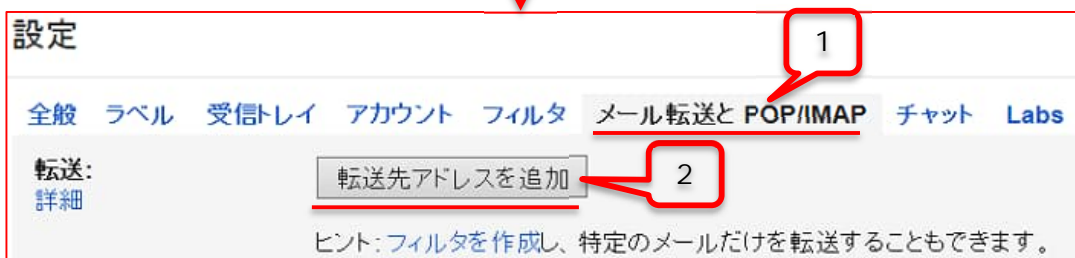 設定
1
全般 ラベル 受信トレイ アカウント フィルタ メール転送と POP/IMAP チャット Labs
転送: 転送先アドレスを追加 2
詳細
ヒント: フィルタを作成し、特定のメールだけを転送することもできます。